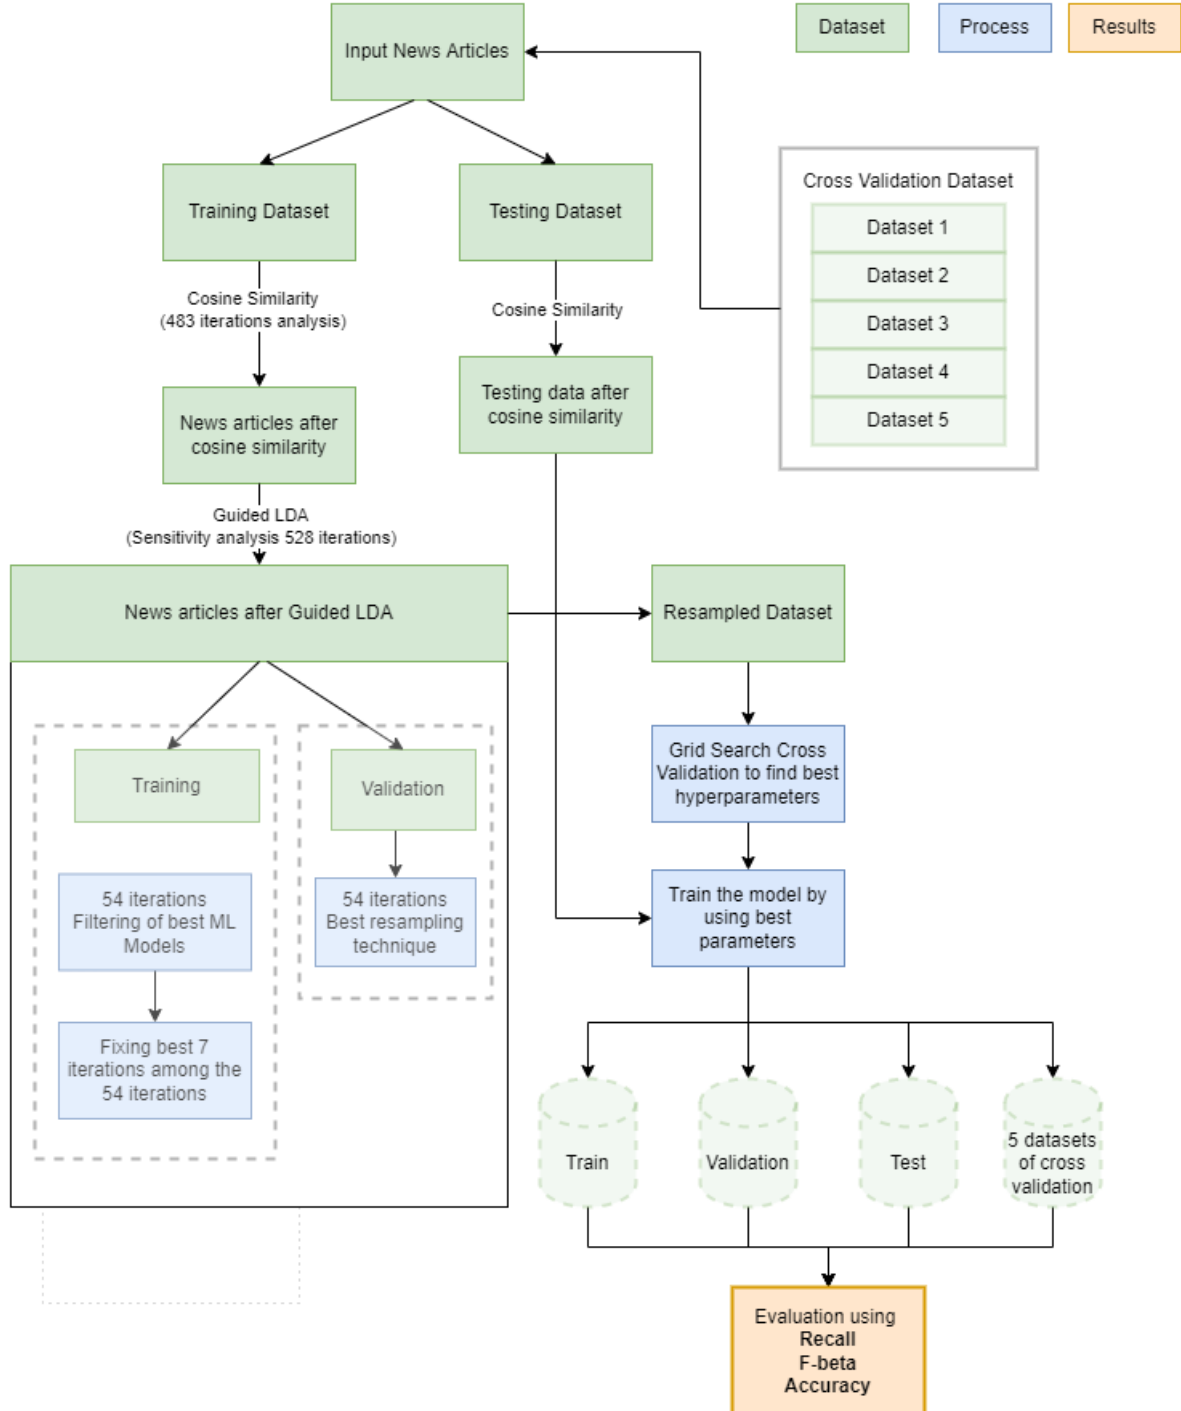 Input News Articles
Dataset
Process
Results
Training Dataset
Testing Dataset
Cross Validation Dataset
Dataset 1
Dataset 2
Dataset 3
Dataset 4
Dataset 5
Cosine Similarity
(483 iterations analysis)
Cosine Similarity
News articles after
cosine similarity
Testing data after
cosine similarity
Guided LDA
(Sensitivity analysis 528 iterations)
News articles after Guided LDA
Resampled Dataset
Training
Validation
54 iterations
Filtering of best ML
Models
54 iterations
Best resampling
technique
Fixing best 7
iterations among the
54 iterations
Grid Search Cross
Validation to find best
hyperparameters
Train the model by
using best
parameters
Train
Validation
Test
5 datasets
of cross
validation
Evaluation using
Recall
F-beta
Accuracy